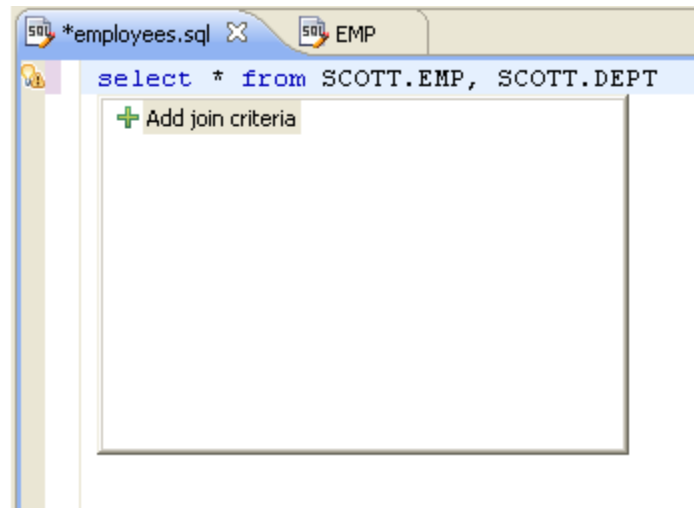 *employees.sql EMP
select * from SCOTT.EMP, SCOTT.DEPT
Add join criteria